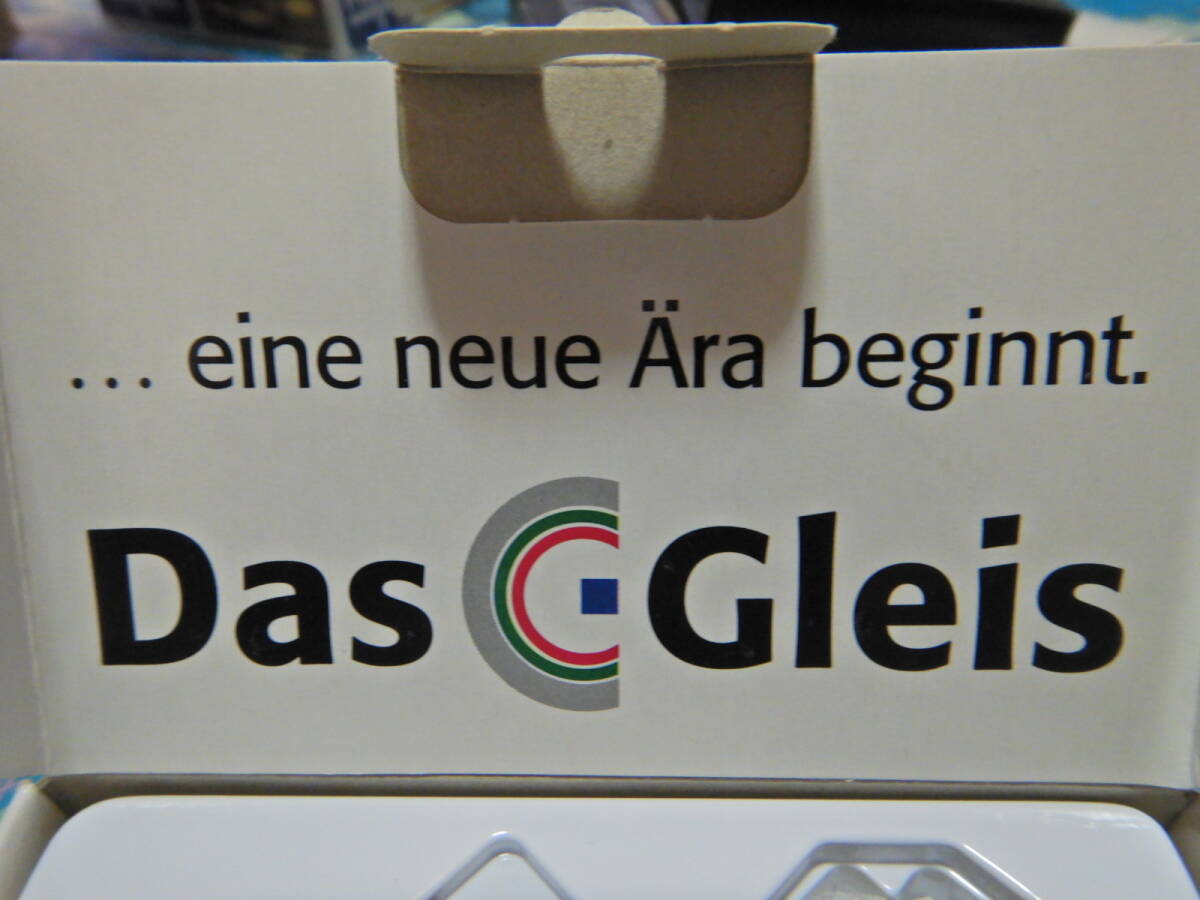 ... eine neue Ära beginnt.
Das C Gleis